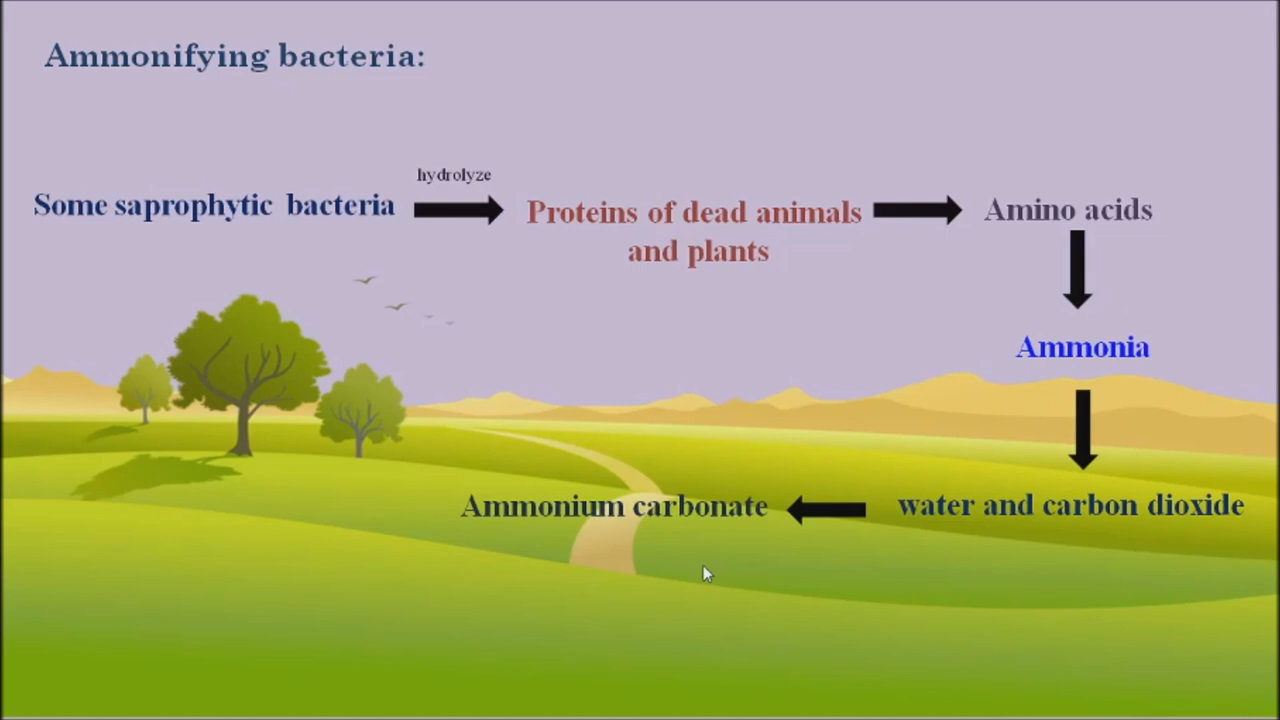 Ammonifying bacteria:
hydrolyze
Some saprophytic bacteria
Proteins of dead animals
and plants
Amino acids
Ammonia
water and carbon dioxide
Ammonium carbonate